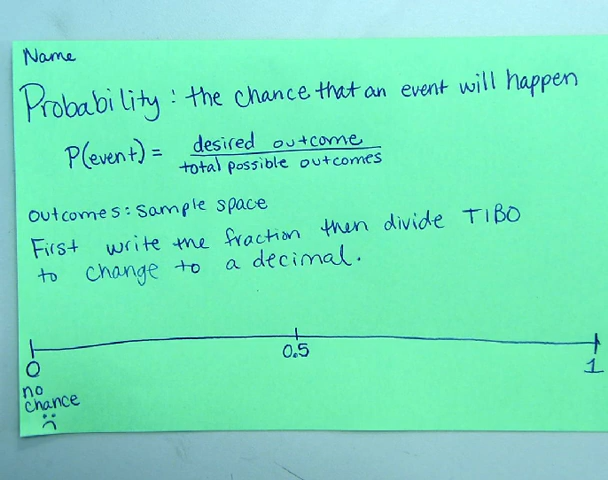 Name
Probability: the chance that an event will happen
P(event) = desired outcome / total possible outcomes
outcomes: sample space
First write the fraction then divide TIBO
to change to a decimal.
0 0.5 1
no
chance